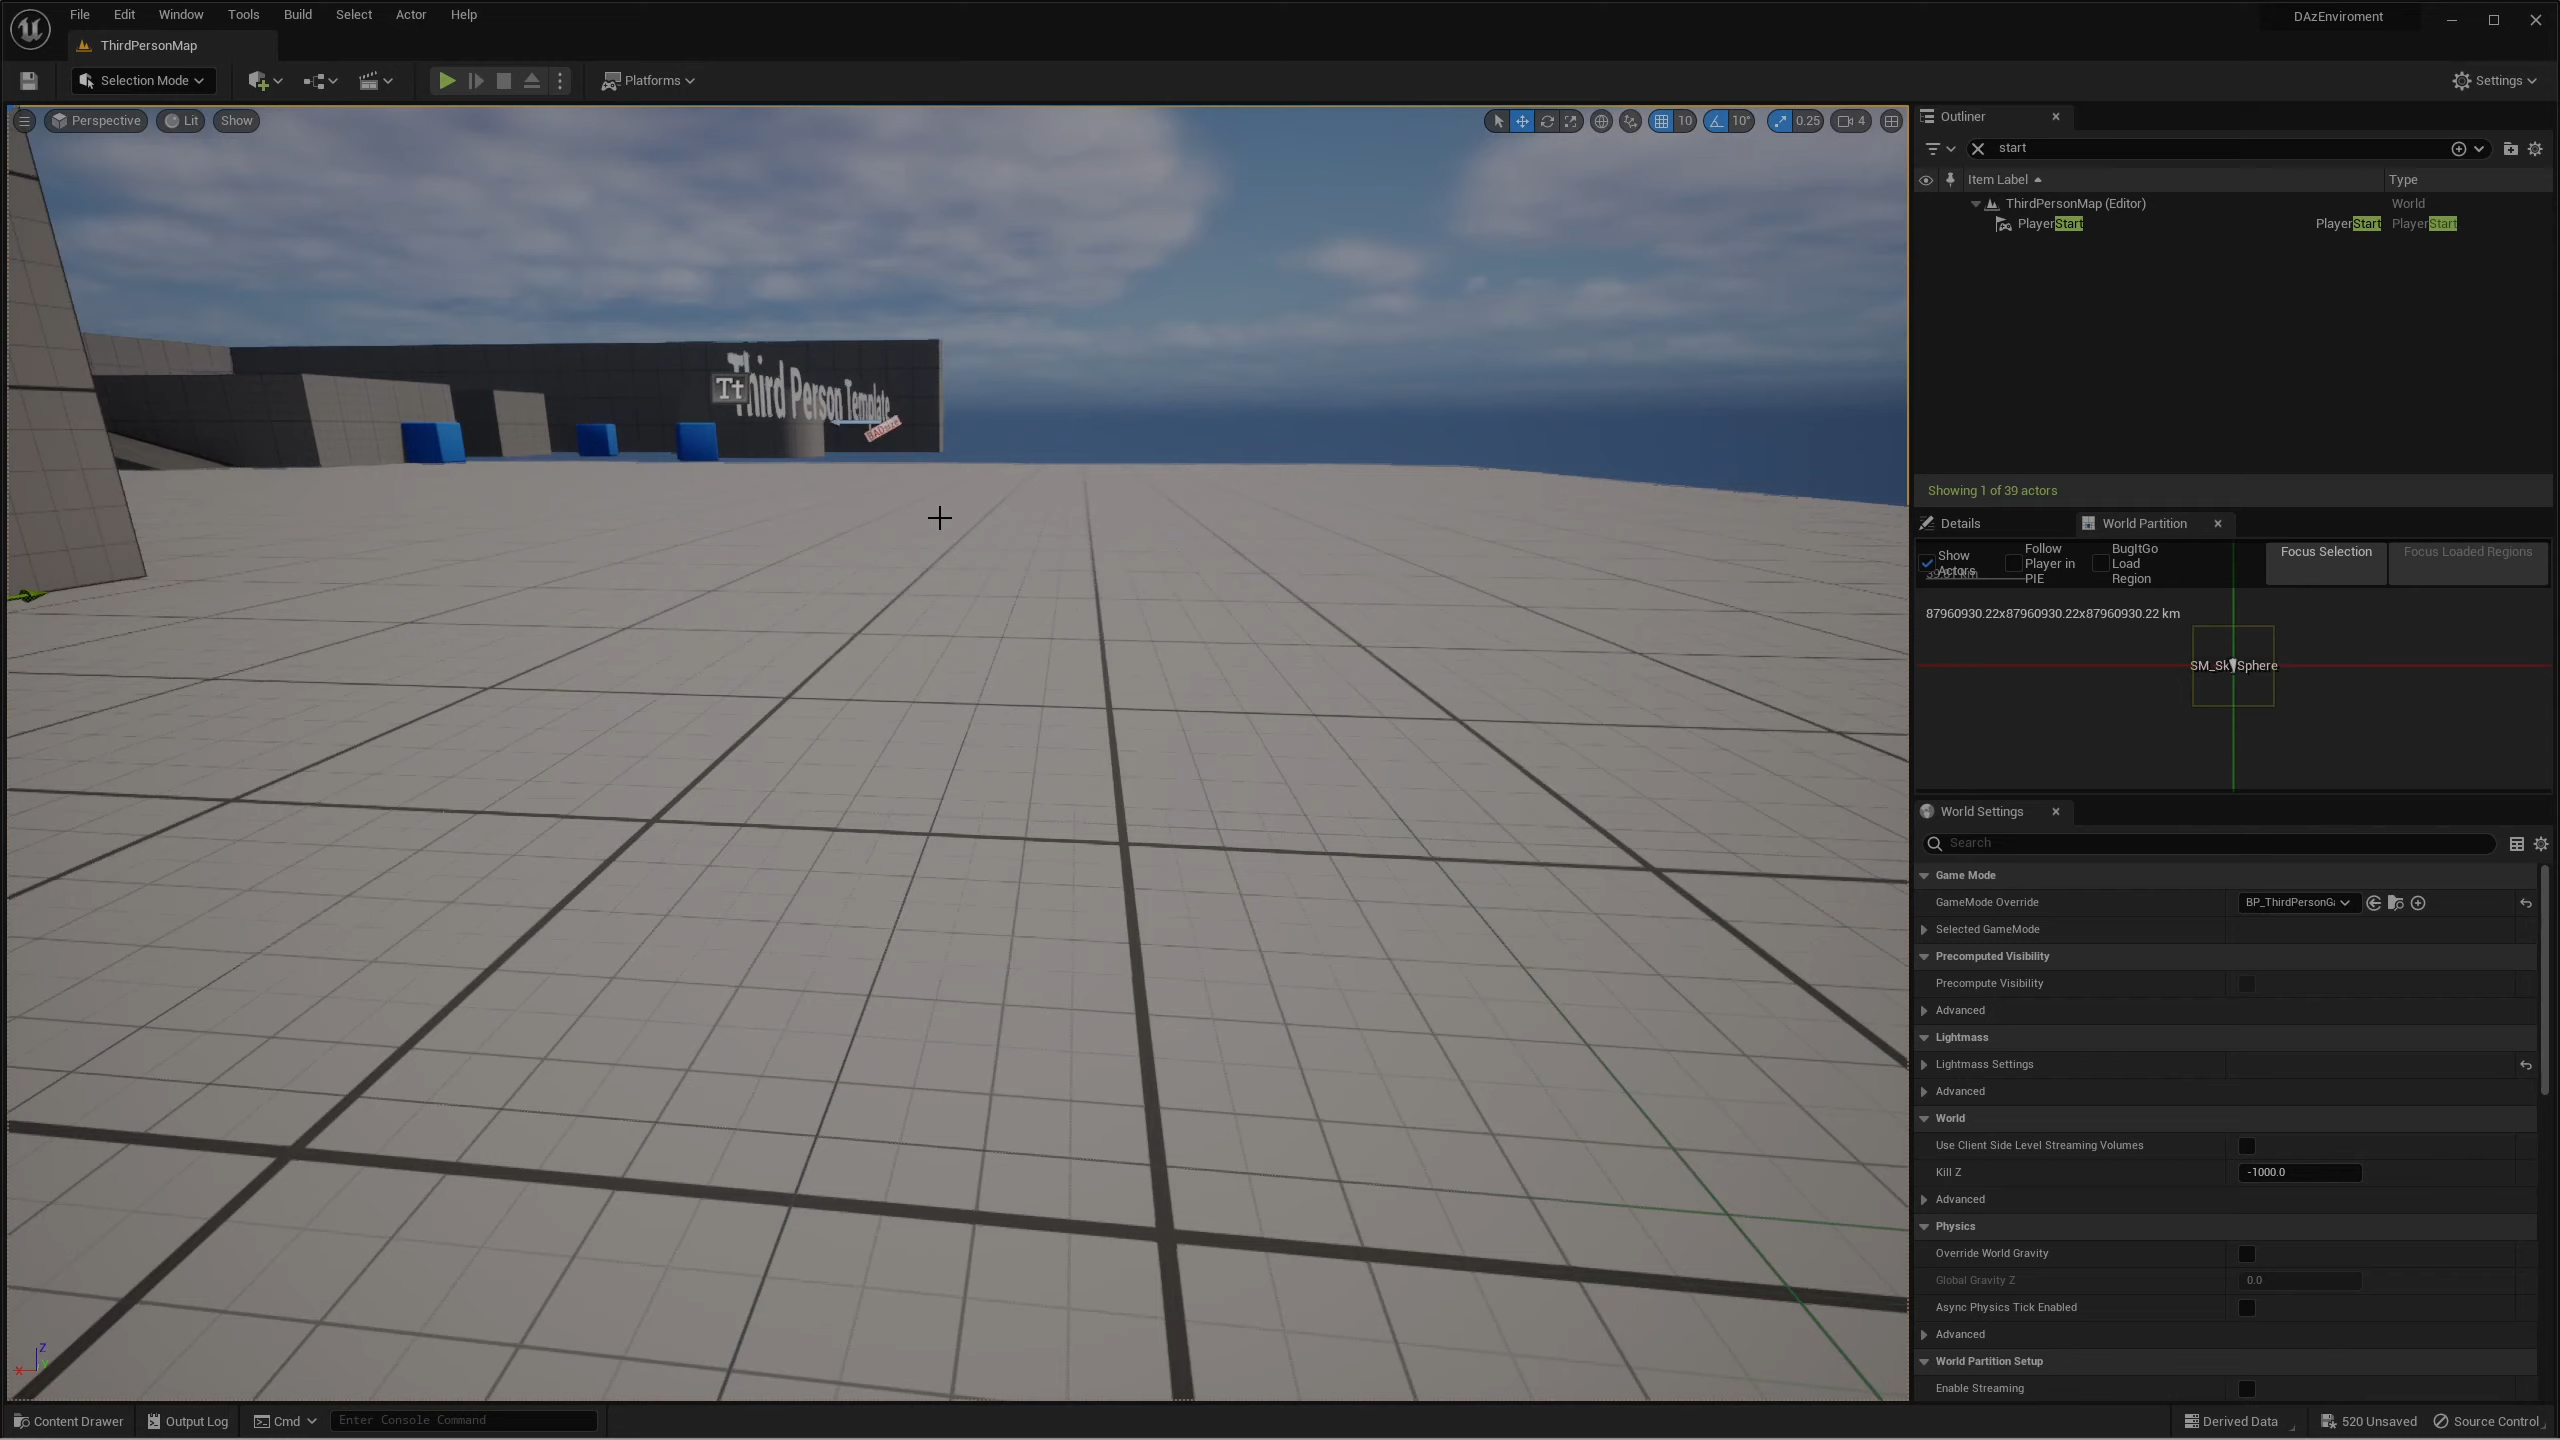 File Edit Window Tools Build Select Actor Help
DAzEnviroment
ThirdPersonMap
Selection Mode
Platforms
Settings
Perspective Lit Show
10 10° 0.25 4
Third Person Template
Tt
BADsize
Outliner
start
Item Label Type
ThirdPersonMap (Editor) World
PlayerStart PlayerStart PlayerStart
Showing 1 of 39 actors
Details World Partition
Show Actors
Follow Player in PIE
BugItGo Load Region
Focus Selection Focus Loaded Regions
87960930.22x87960930.22x87960930.22 km
World Settings
Search
Game Mode
GameMode Override BP_ThirdPersonGa
Selected GameMode
Precomputed Visibility
Precompute Visibility
Advanced
Lightmass
Lightmass Settings
Advanced
World
Use Client Side Level Streaming Volumes
Kill Z -1000.0
Advanced
Physics
Override World Gravity
Global Gravity Z 0.0
Async Physics Tick Enabled
Advanced
World Partition Setup
Enable Streaming
Z
X Y
Content Drawer Output Log Cmd Enter Console Command
Derived Data 520 Unsaved Source Control